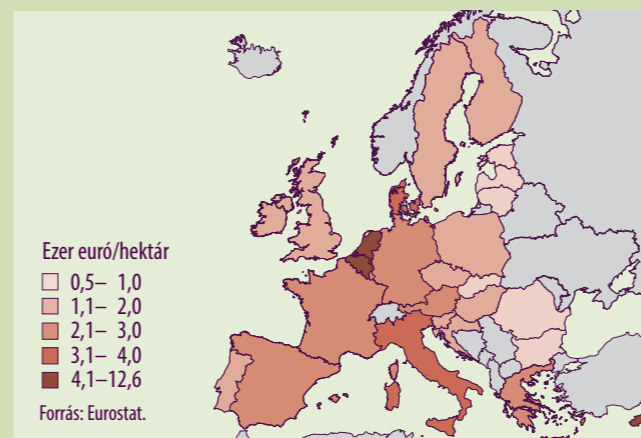 Ezer euró/hektár
0,5– 1,0
1,1– 2,0
2,1– 3,0
3,1– 4,0
4,1–12,6
Forrás: Eurostat.